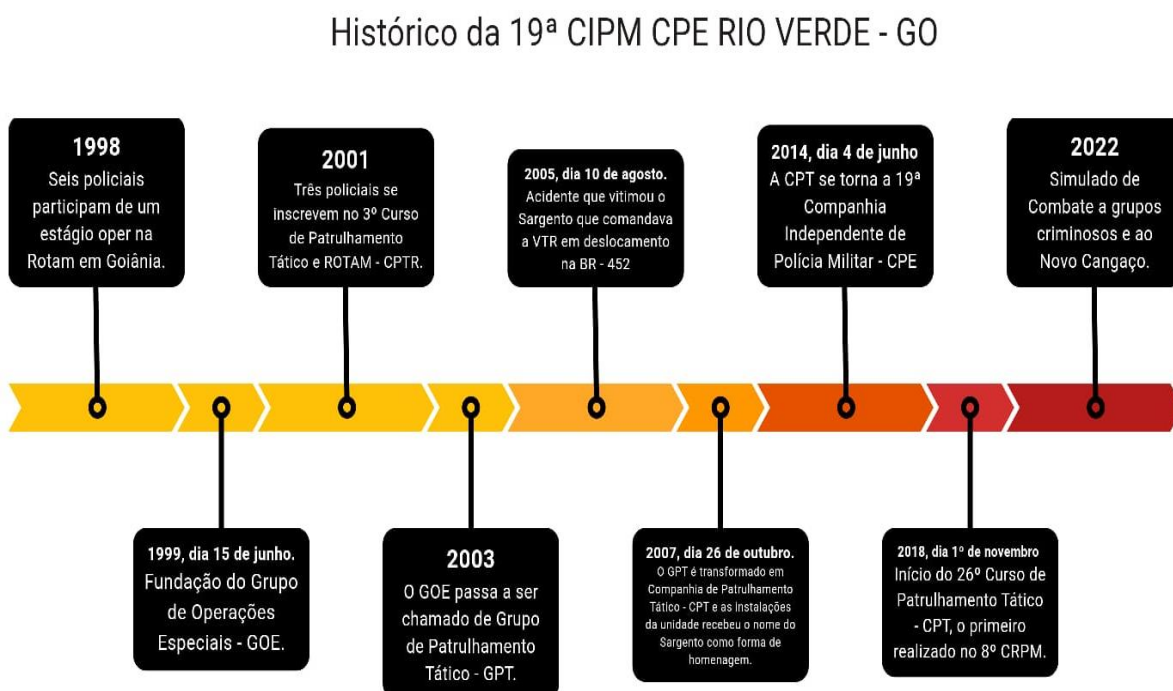 Histórico da 19ª CIPM CPE RIO VERDE - GO
1998
Seis policiais
participam de um
estágio oper na
Rotam em Goiânia.
1999, dia 15 de junho.
Fundação do Grupo
de Operações
Especiais - GOE.
2001
Três policiais se
inscrevem no 3º Curso
de Patrulhamento
Tático e ROTAM - CPTR.
2003
O GOE passa a ser
chamado de Grupo
de Patrulhamento
Tático - GPT.
2005, dia 10 de agosto.
Acidente que vitimou o
Sargento que comandava
a VTR em deslocamento
na BR - 452
2007, dia 26 de outubro.
O GPT é transformado em
Companhia de Patrulhamento
Tático - CPT e as instalações
da unidade recebeu o nome do
Sargento como forma de
homenagem.
2014, dia 4 de junho
A CPT se torna a 19ª
Companhia
Independente de
Polícia Militar - CPE
2018, dia 1º de novembro
Início do 26º Curso de
Patrulhamento Tático
- CPT, o primeiro
realizado no 8º CRPM.
2022
Simulado de
Combate a grupos
criminosos e ao
Novo Cangaço.